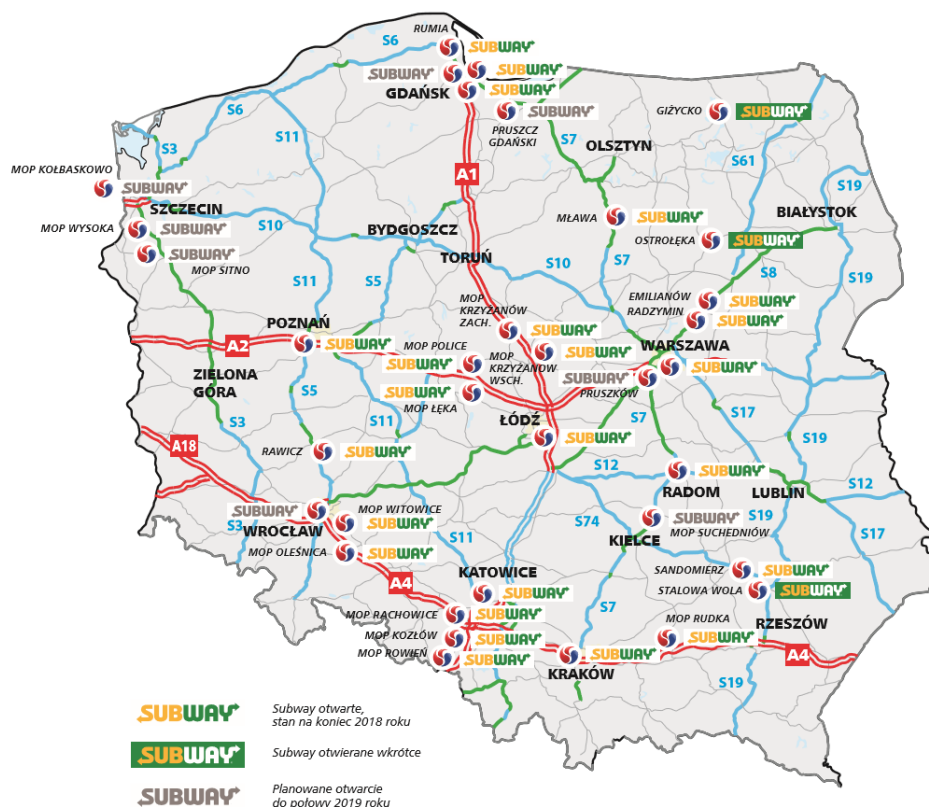 RUMIA
S6
SUBWAY
SUBWAY
SUBWAY
GDAŃSK
SUBWAY
S6
SUBWAY
GIŻYCKO
SUBWAY
S11
PRUSZCZ
GDAŃSKI
S7
OLSZTYN
S3
S61
MOP KOŁBASKOWO
A1
S19
SUBWAY
SZCZECIN
MŁAWA
SUBWAY
BIAŁYSTOK
MOP WYSOKA
SUBWAY
S10
BYDGOSZCZ
OSTROŁĘKA
SUBWAY
SUBWAY
MOP SITNO
TORUŃ
S10
S7
S8
S19
S11
S5
MOP
KRZYŻANÓW
ZACH.
EMILIANÓW
SUBWAY
RADZYMIN
SUBWAY
POZNAŃ
SUBWAY
A2
SUBWAY
MOP POLICE
SUBWAY
WARSZAWA
SUBWAY
MOP
KRZYŻANÓW
WSCH.
SUBWAY
SUBWAY
PRUSZKÓW
ZIELONA
GÓRA
S5
SUBWAY
MOP ŁĘKA
S3
S11
ŁÓDŹ
SUBWAY
S7
S17
S19
A18
RAWICZ
SUBWAY
S12
SUBWAY
RADOM
LUBLIN
S12
SUBWAY
WROCŁAW
MOP WITOWICE
SUBWAY
S3
S74
SUBWAY
MOP SUCHEDNIÓW
KIELCE
S19
S17
MOP OLEŚNICA
SUBWAY
S11
SANDOMIERZ
SUBWAY
KATOWICE
A4
SUBWAY
STALOWA WOLA
SUBWAY
S7
MOP RACHOWICE
SUBWAY
MOP RUDKA
SUBWAY
RZESZÓW
MOP KOZŁÓW
SUBWAY
MOP ROWIEŃ
SUBWAY
SUBWAY
KRAKÓW
A4
S19
SUBWAY
Subway otwarte,
stan na koniec 2018 roku
SUBWAY
Subway otwierane wkrótce
SUBWAY
Planowane otwarcie
do połowy 2019 roku